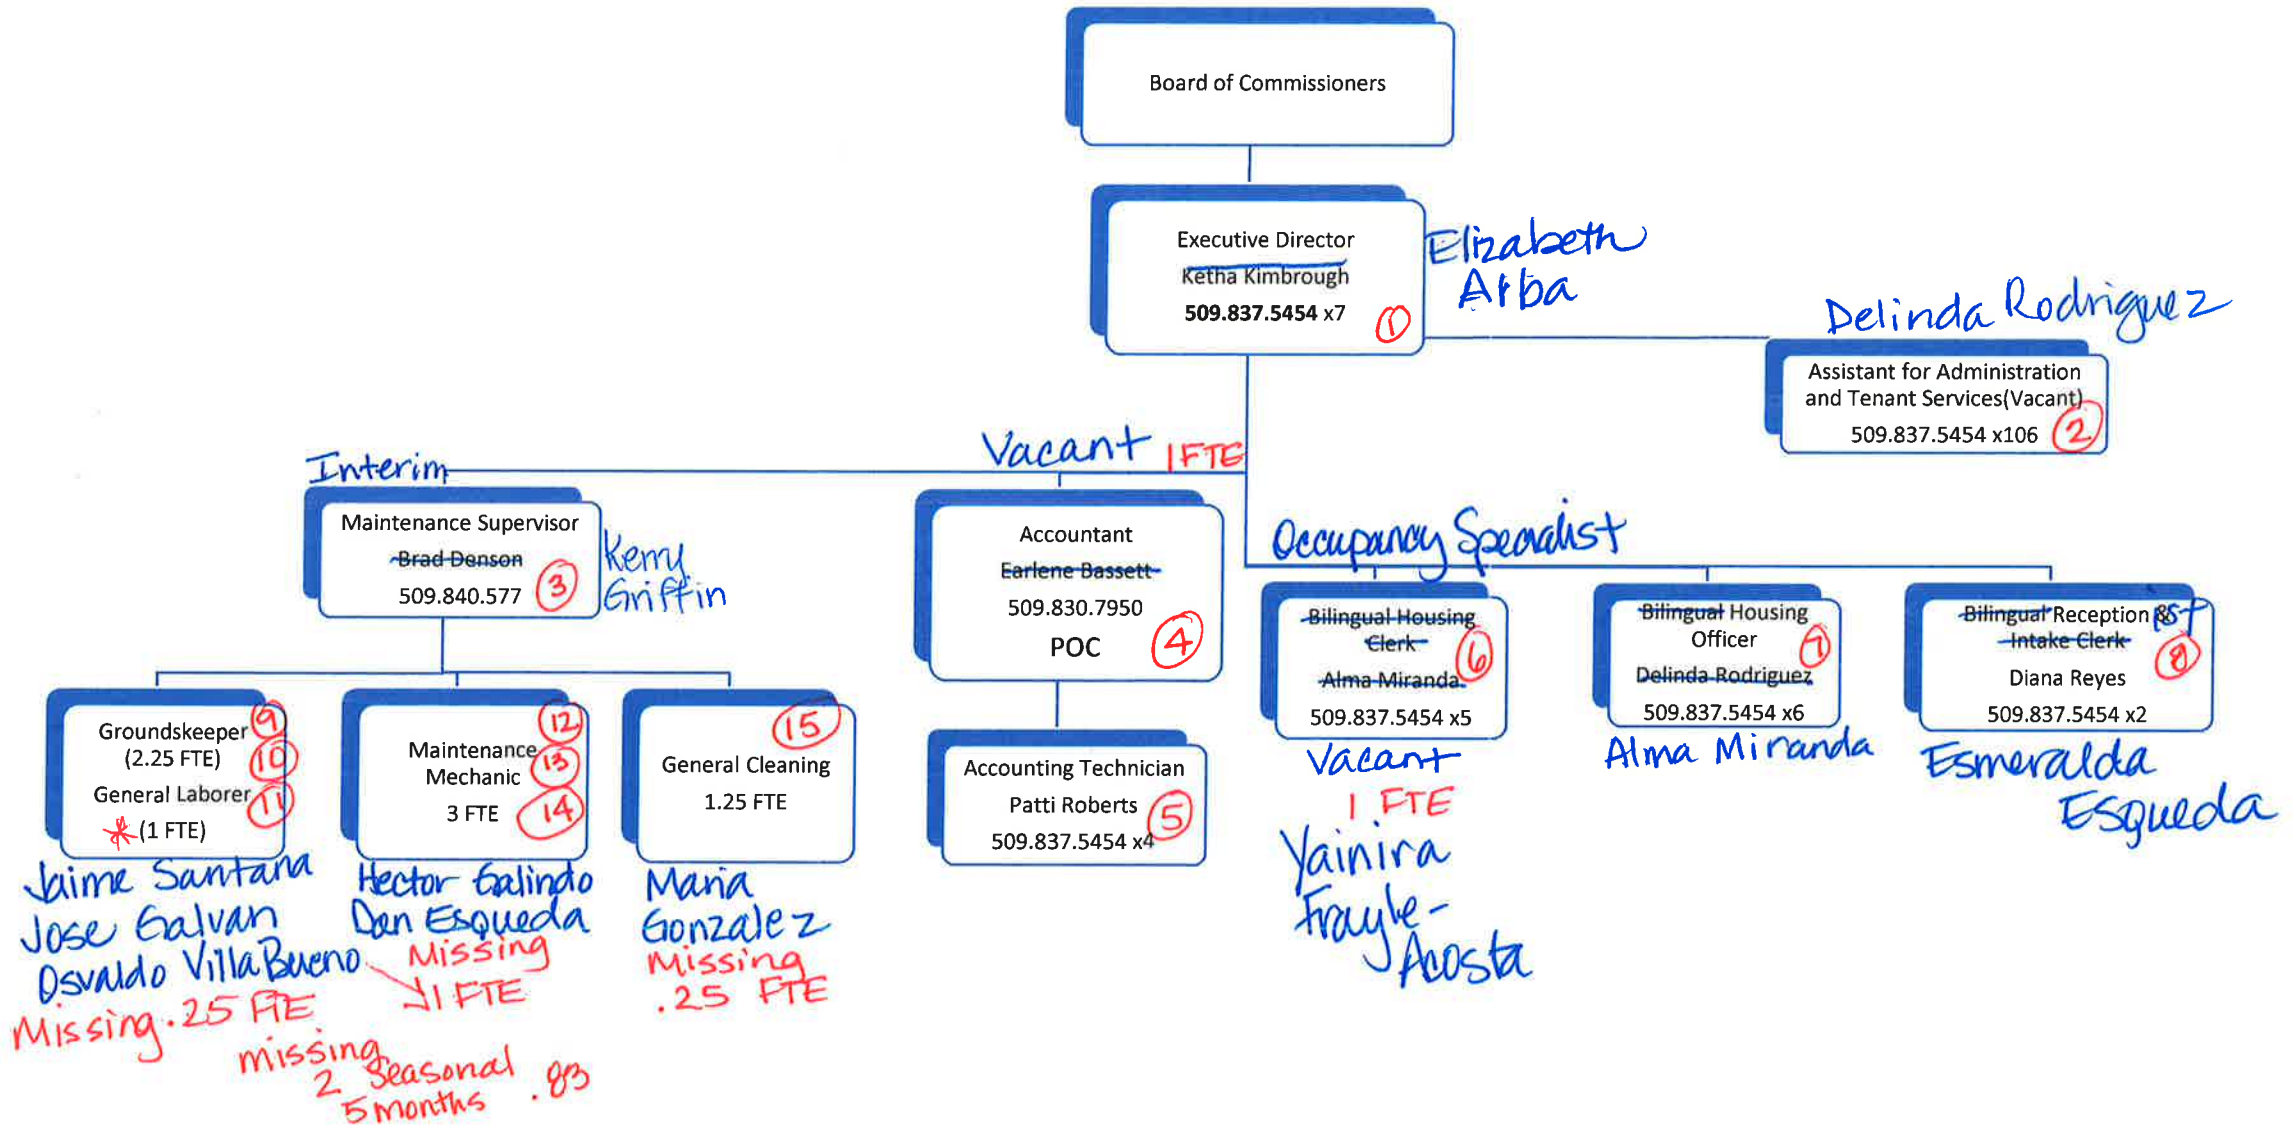 Board of Commissioners
Executive Director
Ketha Kimbrough
509.837.5454 x7
1
Elizabeth
Arba
Delinda Rodriguez
Assistant for Administration
and Tenant Services(Vacant)
509.837.5454 x106
2
Interim
Maintenance Supervisor
Brad Denson
509.840.577
3
Kerry
Griffin
Vacant 1 FTE
Accountant
Earlene Bassett
509.830.7950
POC
4
Accounting Technician
Patti Roberts
509.837.5454 x4
5
Occupancy Specialist
Bilingual Housing
Clerk
Alma Miranda
509.837.5454 x5
6
Vacant
1 FTE
Yainira
Frayle-
Acosta
Bilingual Housing
Officer
Delinda Rodriguez
509.837.5454 x6
7
Alma Miranda
Bilingual Reception & ist
Intake Clerk
Diana Reyes
509.837.5454 x2
8
Esmeralda
Esqueda
Groundskeeper
(2.25 FTE)
General Laborer
* (1 FTE)
9
10
11
Jaime Santana
Jose Galvan
Osvaldo Villa Bueno
Missing .25 FTE
missing
2 Seasonal
5 months .83
Maintenance
Mechanic
3 FTE
12
13
14
Hector Galindo
Dan Esqueda
Missing
1 FTE
General Cleaning
1.25 FTE
15
Maria
Gonzalez
Missing
.25 FTE